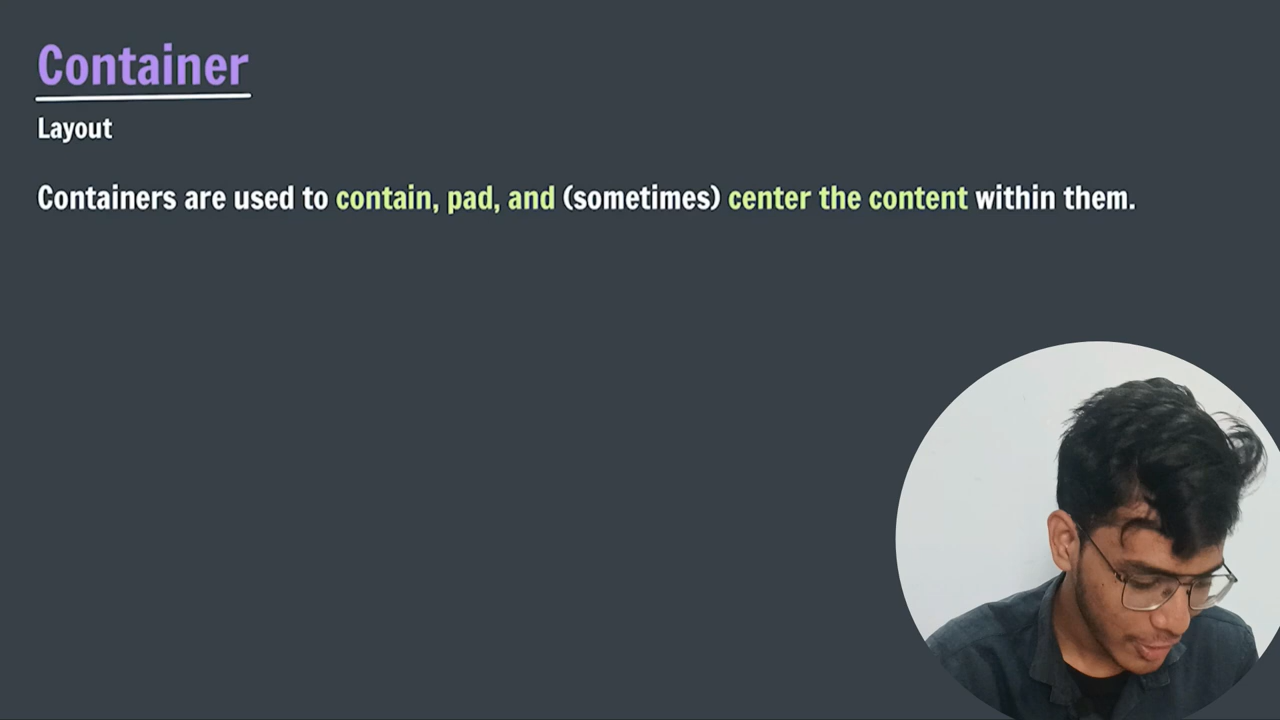 Container
Layout
Containers are used to contain, pad, and (sometimes) center the content within them.